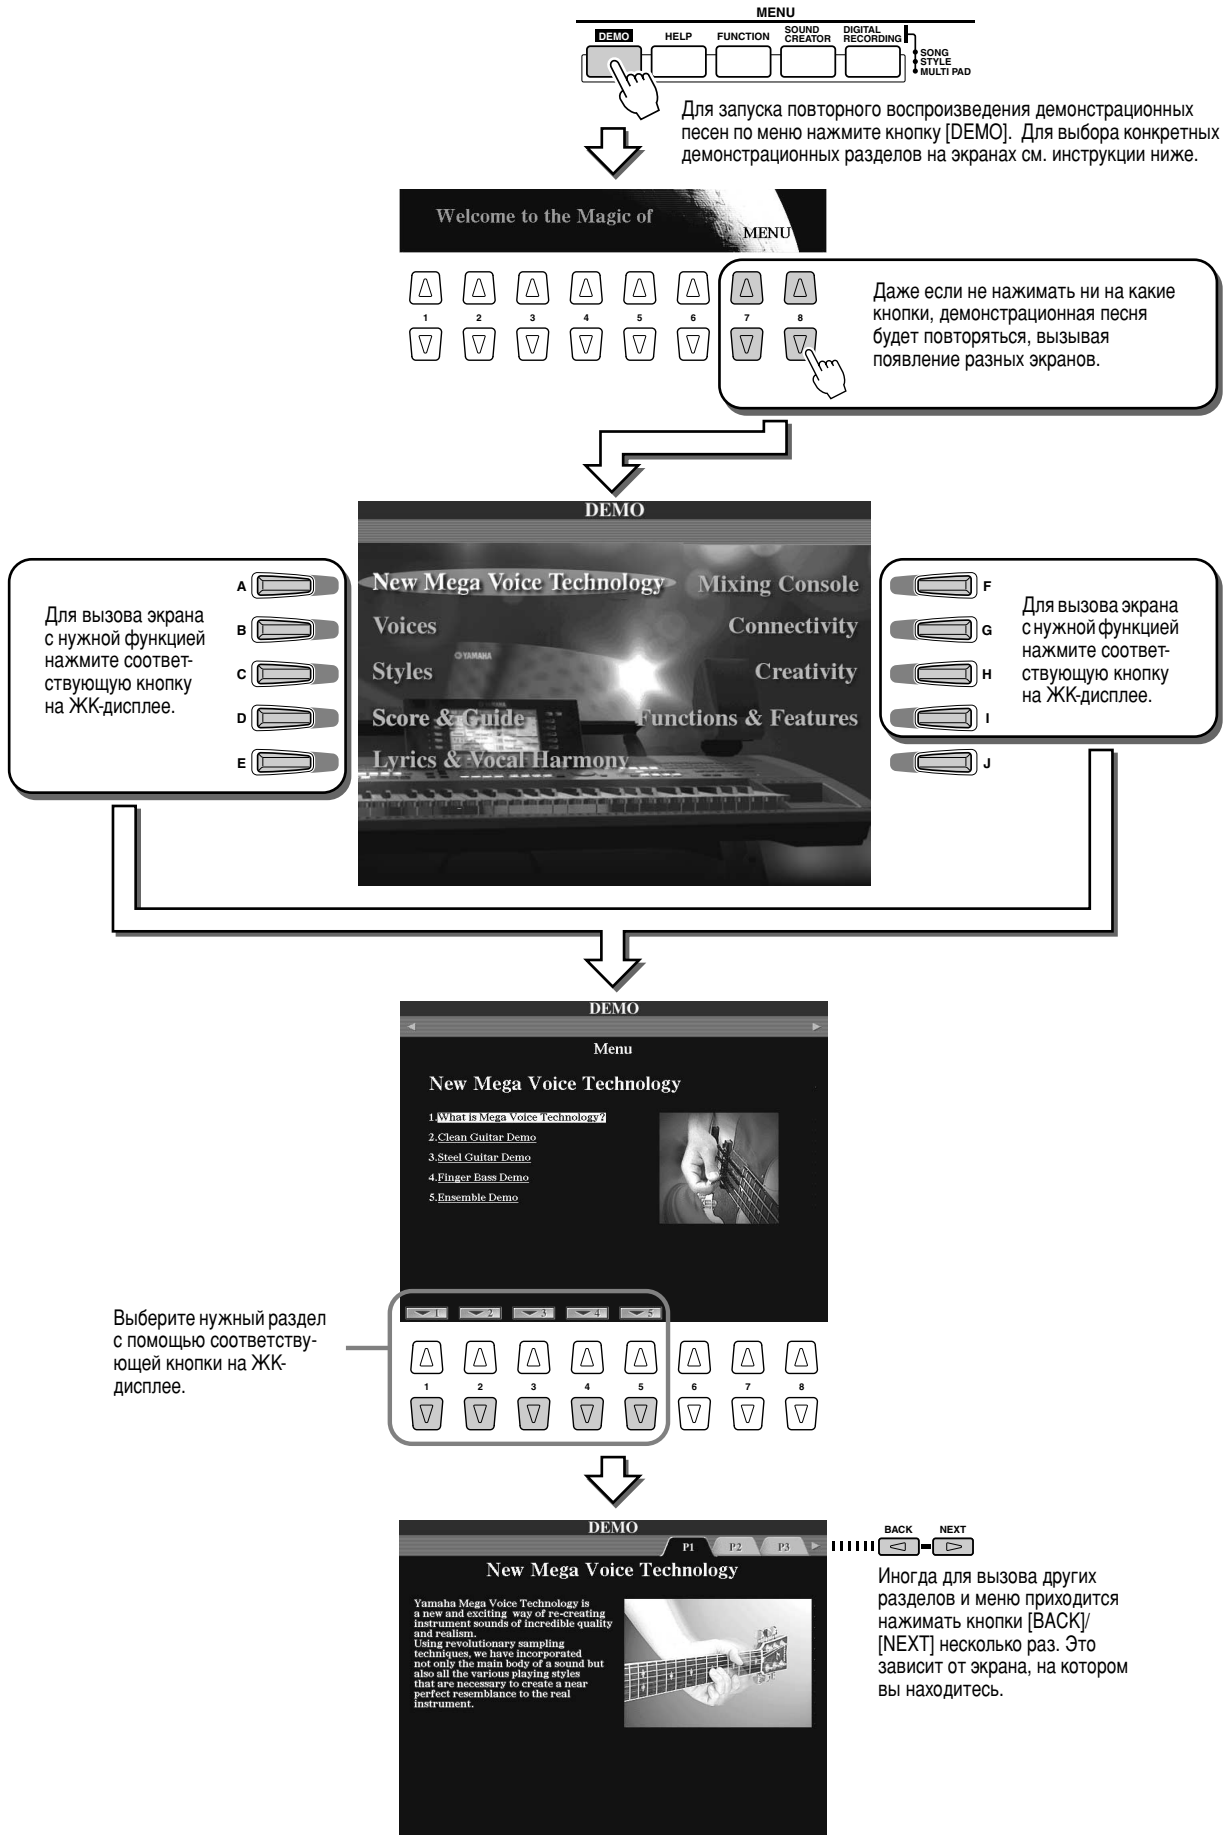 MENU
DEMO
HELP
FUNCTION
SOUND
CREATOR
DIGITAL
RECORDING
SONG
STYLE
MULTI PAD
Для запуска повторного воспроизведения демонстрационных
песен по меню нажмите кнопку [DEMO]. Для выбора конкретных
демонстрационных разделов на экранах см. инструкции ниже.
Welcome to the Magic of
MENU
1 2 3 4 5 6 7 8
Даже если не нажимать ни на какие
кнопки, демонстрационная песня
будет повторяться, вызывая
появление разных экранов.
DEMO
Для вызова экрана
с нужной функцией
нажмите соответ-
ствующую кнопку
на ЖК-дисплее.
A
B
C
D
E
New Mega Voice Technology
Voices
Styles
Score & Guide
Lyrics & Vocal Harmony
YAMAHA
Mixing Console
Connectivity
Creativity
Functions & Features
F
G
H
I
J
Для вызова экрана
с нужной функцией
нажмите соответ-
ствующую кнопку
на ЖК-дисплее.
DEMO
Menu
New Mega Voice Technology
1.What is Mega Voice Technology?
2.Clean Guitar Demo
3.Steel Guitar Demo
4.Finger Bass Demo
5.Ensemble Demo
1 2 3 4 5
Выберите нужный раздел
с помощью соответству-
ющей кнопки на ЖК-
дисплее.
1 2 3 4 5 6 7 8
DEMO
P1 P2 P3
New Mega Voice Technology
Yamaha Mega Voice Technology is
a new and exciting way of re-creating
instrument sounds of incredible quality
and realism.
Using revolutionary sampling
techniques, we have incorporated
not only the main body of a sound but
also all the various playing styles
that are necessary to create a near
perfect resemblance to the real
instrument.
BACK NEXT
Иногда для вызова других
разделов и меню приходится
нажимать кнопки [BACK]/
[NEXT] несколько раз. Это
зависит от экрана, на котором
вы находитесь.